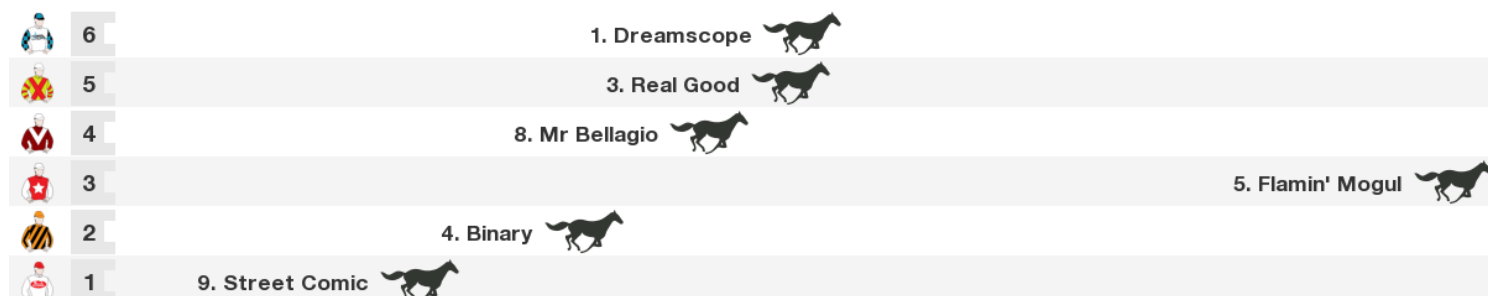 6 1. Dreamscope
5 3. Real Good
4 8. Mr Bellagio
3 5. Flamin' Mogul
2 4. Binary
1 9. Street Comic